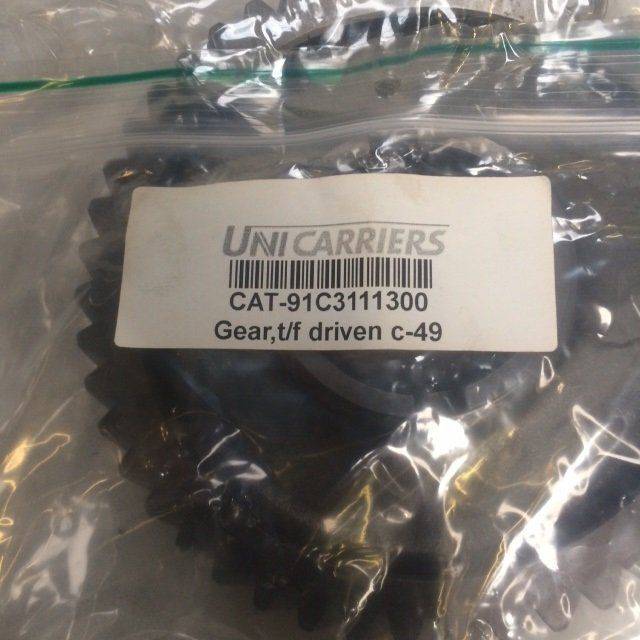 UNICARRIERS
CAT-91C3111300
Gear,t/f driven c-49